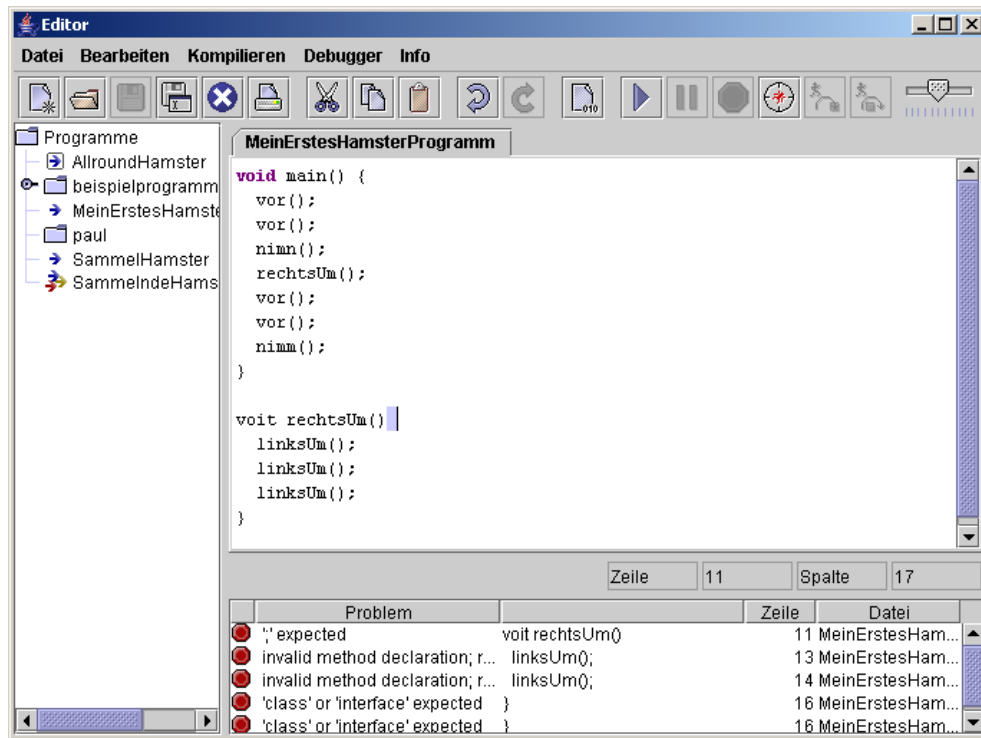 Editor
Datei Bearbeiten Kompilieren Debugger Info
010
Programme
AllroundHamster
beispielprogramm
MeinErstesHamste
paul
SammelHamster
SammelndeHams
MeinErstesHamsterProgramm
void main() {
vor();
vor();
nimn();
rechtsUm();
vor();
vor();
nimm();
}
voit rechtsUm()
linksUm();
linksUm();
linksUm();
}
Zeile 11 Spalte 17
Problem Zeile Datei
';' expected voit rechtsUm() 11 MeinErstesHam...
invalid method declaration; r... linksUm(); 13 MeinErstesHam...
invalid method declaration; r... linksUm(); 14 MeinErstesHam...
'class' or 'interface' expected } 16 MeinErstesHam...
'class' or 'interface' expected } 16 MeinErstesHam...